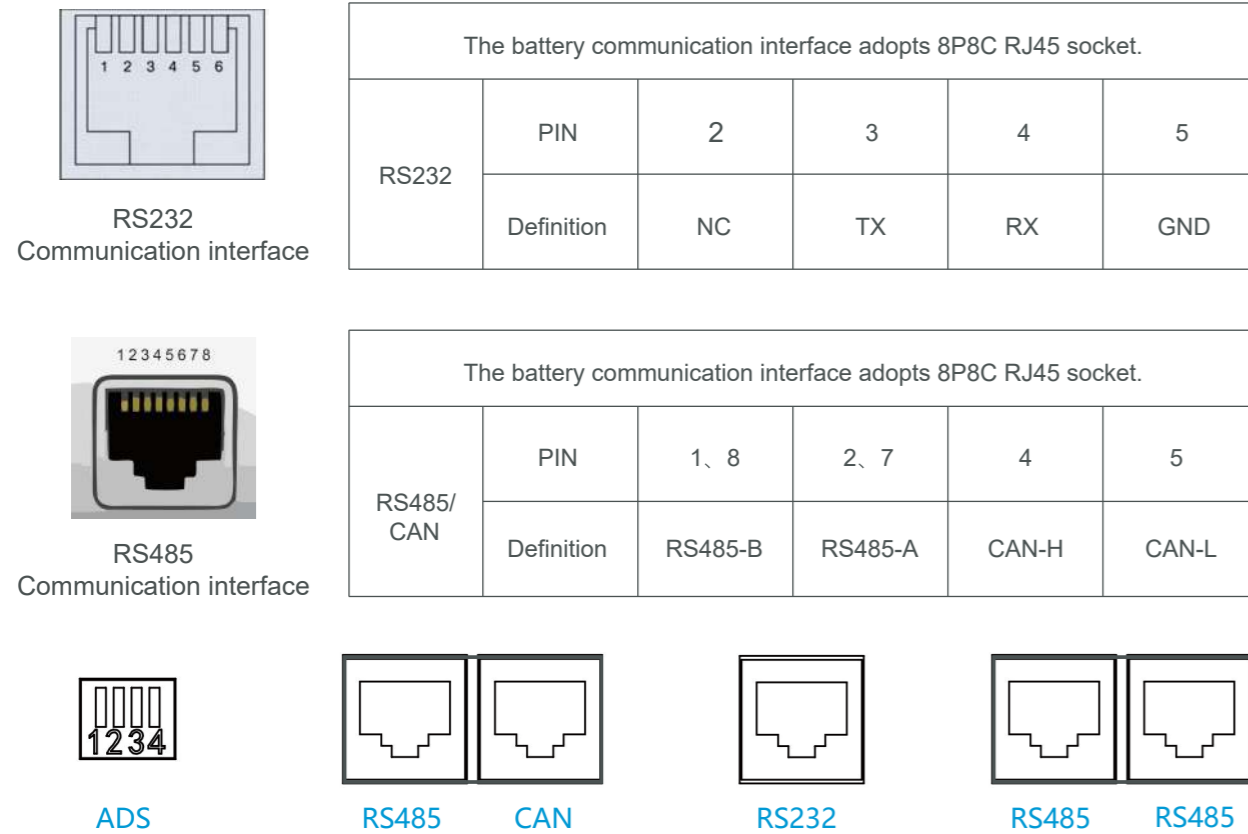 1 2 3 4 5 6
RS232
Communication interface
The battery communication interface adopts 8P8C RJ45 socket.
RS232
PIN 2 3 4 5
Definition NC TX RX GND
12345678
RS485
Communication interface
The battery communication interface adopts 8P8C RJ45 socket.
RS485/
CAN
PIN 1、8 2、7 4 5
Definition RS485-B RS485-A CAN-H CAN-L
1234
ADS RS485 CAN RS232 RS485 RS485